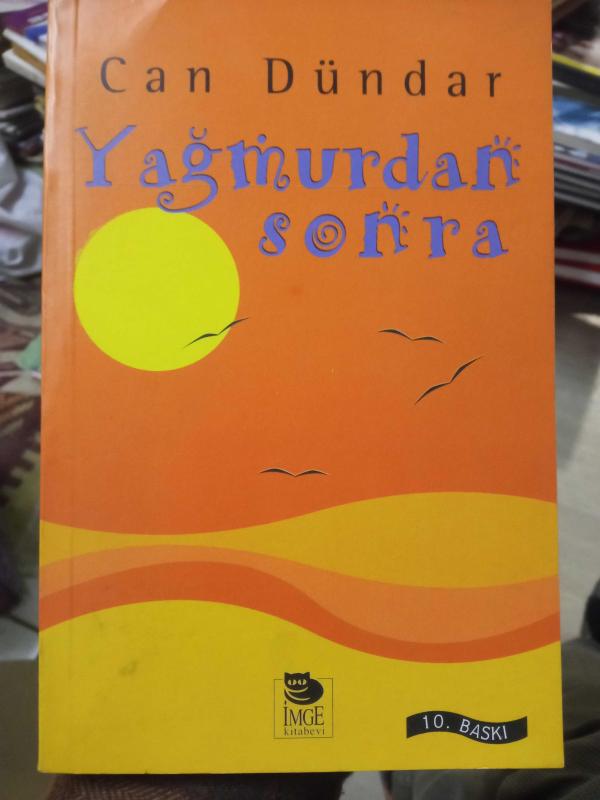 Can Dündar
Yağmurdan
sonra
İMGE
kitabevi
10. BASKI